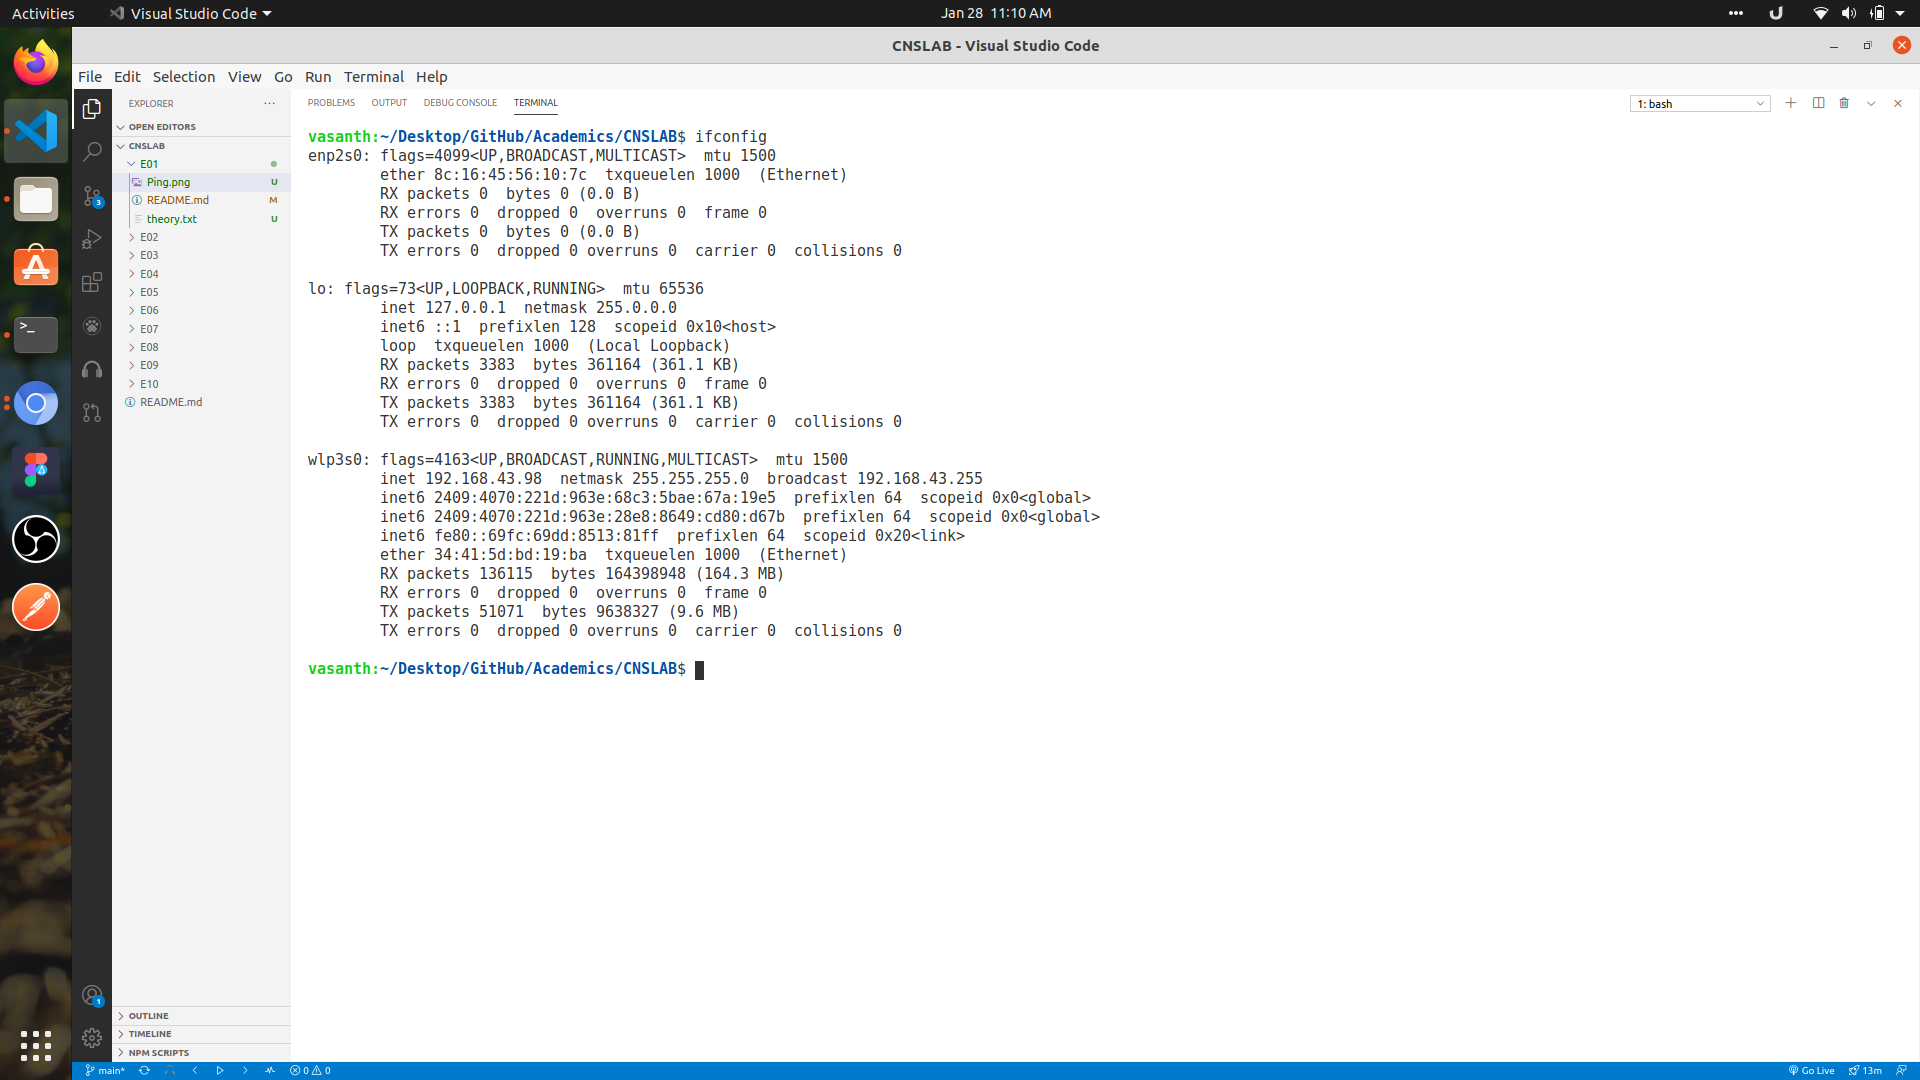 Activities
Visual Studio Code
Jan 28 11:10 AM
CNSLAB - Visual Studio Code
File Edit Selection View Go Run Terminal Help
EXPLORER
OPEN EDITORS
CNSLAB
E01
Ping.png U
README.md M
theory.txt U
E02
E03
E04
E05
E06
E07
E08
E09
E10
README.md
OUTLINE
TIMELINE
NPM SCRIPTS
3
1
PROBLEMS OUTPUT DEBUG CONSOLE TERMINAL
1: bash
vasanth:~/Desktop/GitHub/Academics/CNSLAB$ ifconfig
enp2s0: flags=4099<UP,BROADCAST,MULTICAST>  mtu 1500
        ether 8c:16:45:56:10:7c  txqueuelen 1000  (Ethernet)
        RX packets 0  bytes 0 (0.0 B)
        RX errors 0  dropped 0  overruns 0  frame 0
        TX packets 0  bytes 0 (0.0 B)
        TX errors 0  dropped 0 overruns 0  carrier 0  collisions 0
lo: flags=73<UP,LOOPBACK,RUNNING>  mtu 65536
        inet 127.0.0.1  netmask 255.0.0.0
        inet6 ::1  prefixlen 128  scopeid 0x10<host>
        loop  txqueuelen 1000  (Local Loopback)
        RX packets 3383  bytes 361164 (361.1 KB)
        RX errors 0  dropped 0  overruns 0  frame 0
        TX packets 3383  bytes 361164 (361.1 KB)
        TX errors 0  dropped 0 overruns 0  carrier 0  collisions 0
wlp3s0: flags=4163<UP,BROADCAST,RUNNING,MULTICAST>  mtu 1500
        inet 192.168.43.98  netmask 255.255.255.0  broadcast 192.168.43.255
        inet6 2409:4070:221d:963e:68c3:5bae:67a:19e5  prefixlen 64  scopeid 0x0<global>
        inet6 2409:4070:221d:963e:28e8:8649:cd80:d67b  prefixlen 64  scopeid 0x0<global>
        inet6 fe80::69fc:69dd:8513:81ff  prefixlen 64  scopeid 0x20<link>
        ether 34:41:5d:bd:19:ba  txqueuelen 1000  (Ethernet)
        RX packets 136115  bytes 164398948 (164.3 MB)
        RX errors 0  dropped 0  overruns 0  frame 0
        TX packets 51071  bytes 9638327 (9.6 MB)
        TX errors 0  dropped 0 overruns 0  carrier 0  collisions 0
vasanth:~/Desktop/GitHub/Academics/CNSLAB$
main* 0 0 Go Live 13m